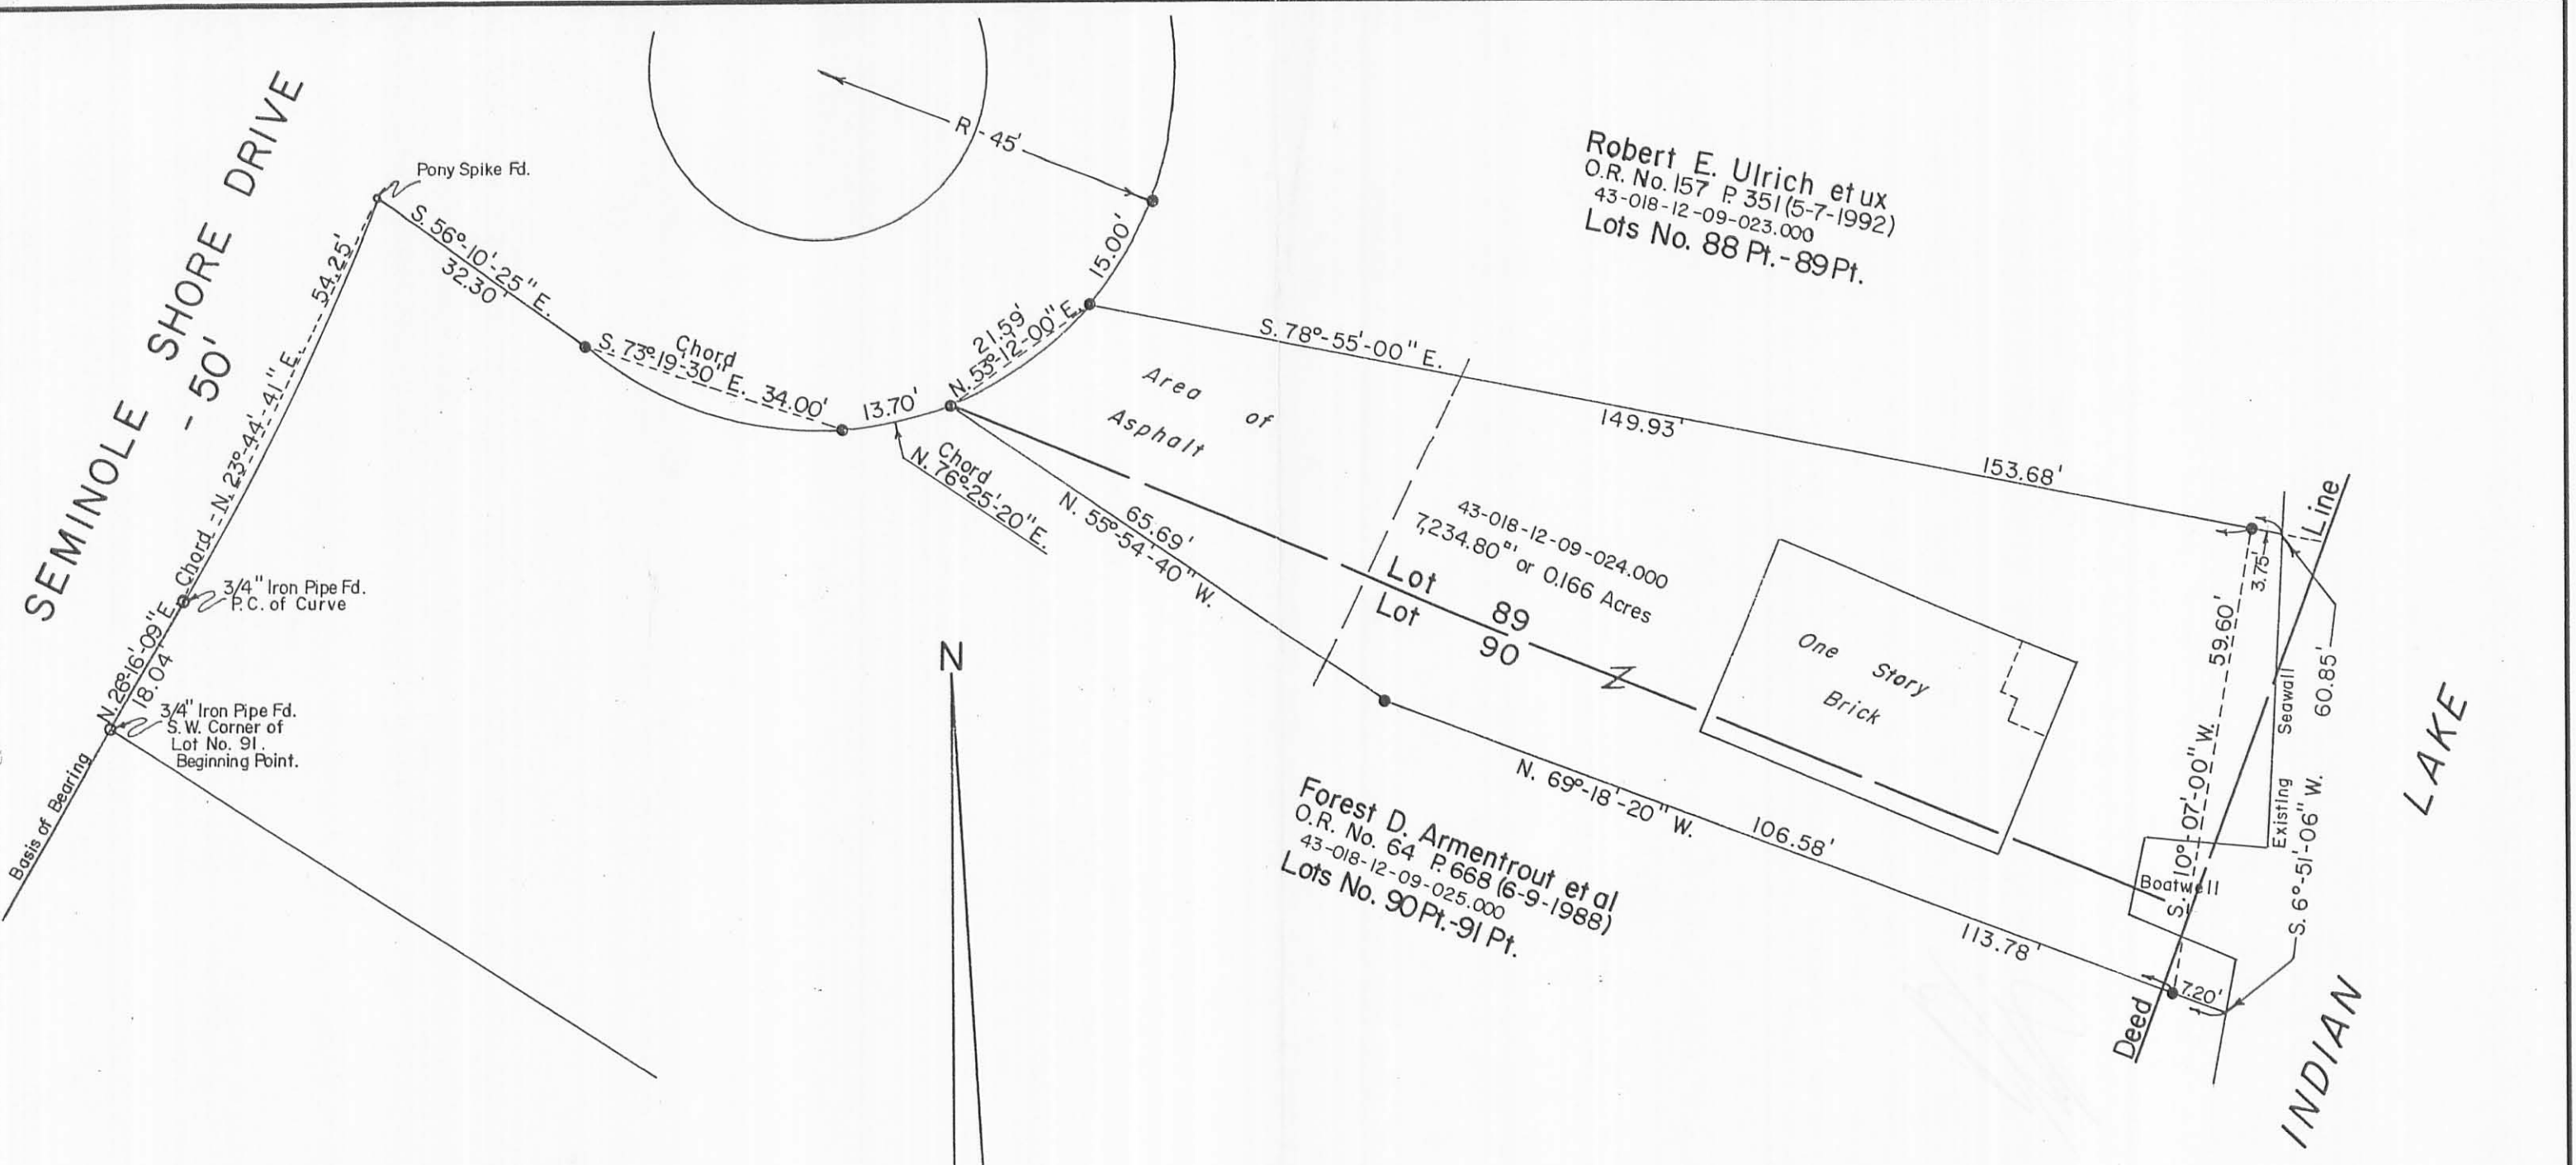 SEMINOLE SHORE DRIVE
- 50'
Pony Spike Fd.
S. 56°-10'-25" E.
32.30'
Chord - N. 23°-44'-41" E.
54.25'
3/4" Iron Pipe Fd.
P.C. of Curve
N. 26°-16'-09" E.
18.04'
3/4" Iron Pipe Fd.
S.W. Corner of
Lot No. 91.
Beginning Point.
Basis of Bearing
R - 45'
15.00'
Chord
S. 73°-19'-30" E. 34.00'
13.70'
Chord
N. 76°-25'-20" E.
21.59'
N. 53°-12'-00" E.
Robert E. Ulrich et ux
O.R. No. 157 P. 351 (5-7-1992)
43-018-12-09-023.000
Lots No. 88 Pt.-89 Pt.
S. 78°-55'-00" E.
149.93'
153.68'
Area of
Asphalt
65.69'
N. 55°-54'-40" W.
43-018-12-09-024.000
7,234.80 □' or 0.166 Acres
Lot 89
Lot 90
One Story
Brick
N. 69°-18'-20" W.
106.58'
113.78'
Forest D. Armentrout et al
O.R. No. 64 P. 668 (6-9-1988)
43-018-12-09-025.000
Lots No. 90 Pt.-91 Pt.
N
S. 10°-07'-00" W.
59.60'
3.75'
Deed Line
Existing Seawall
60.85'
S. 6°-51'-06" W.
Boatwell
7.20'
INDIAN LAKE